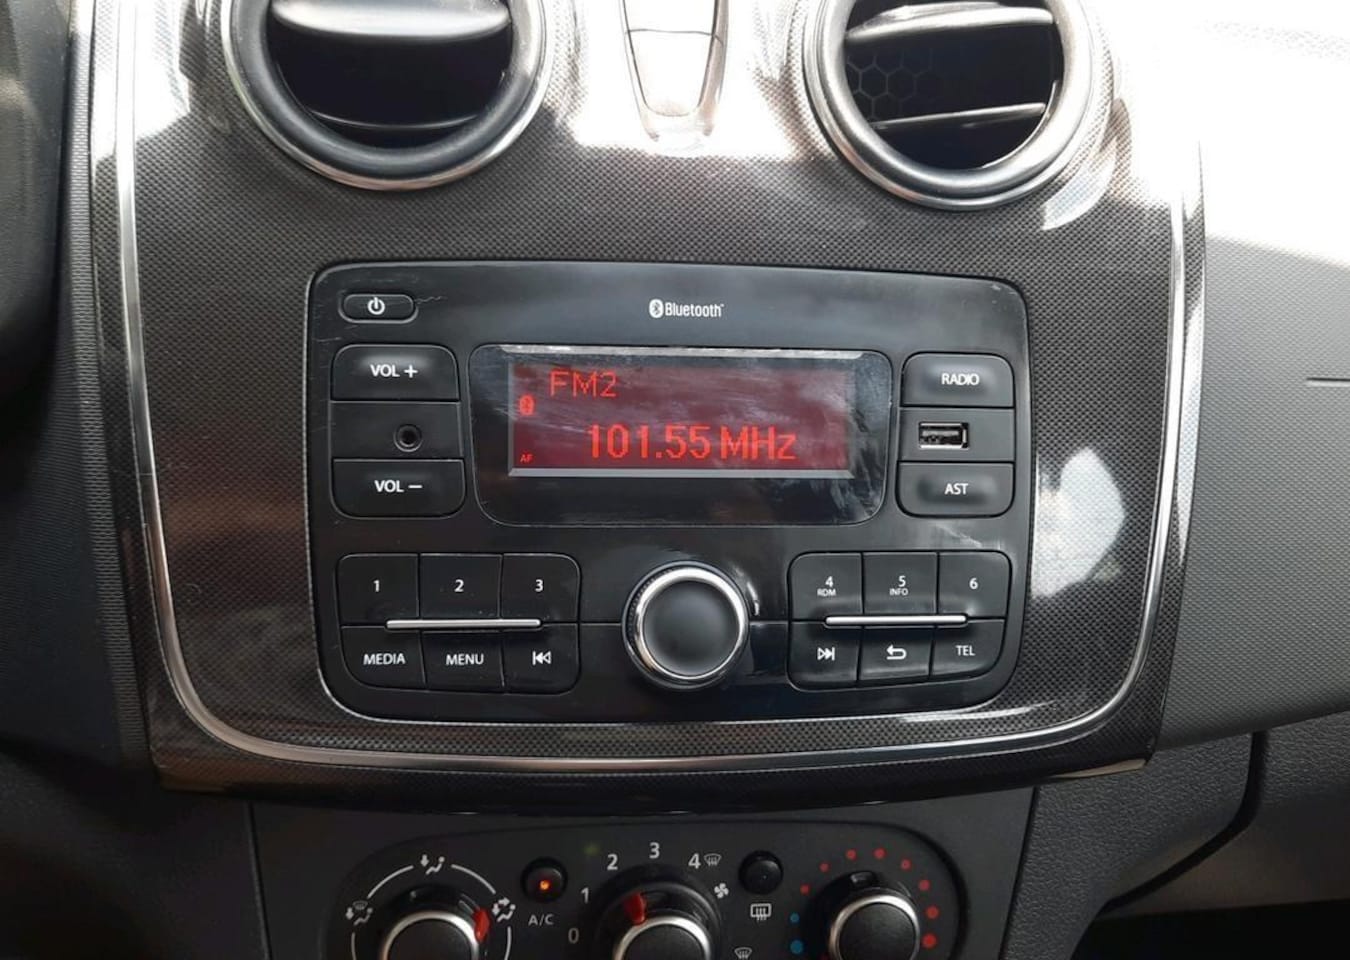 Bluetooth
VOL +
RADIO
FM2
AF
101.55 MHz
VOL −
AST
1
2
3
4
RDM
5
INFO
6
MEDIA
MENU
TEL
0
1
2
3
4
A/C